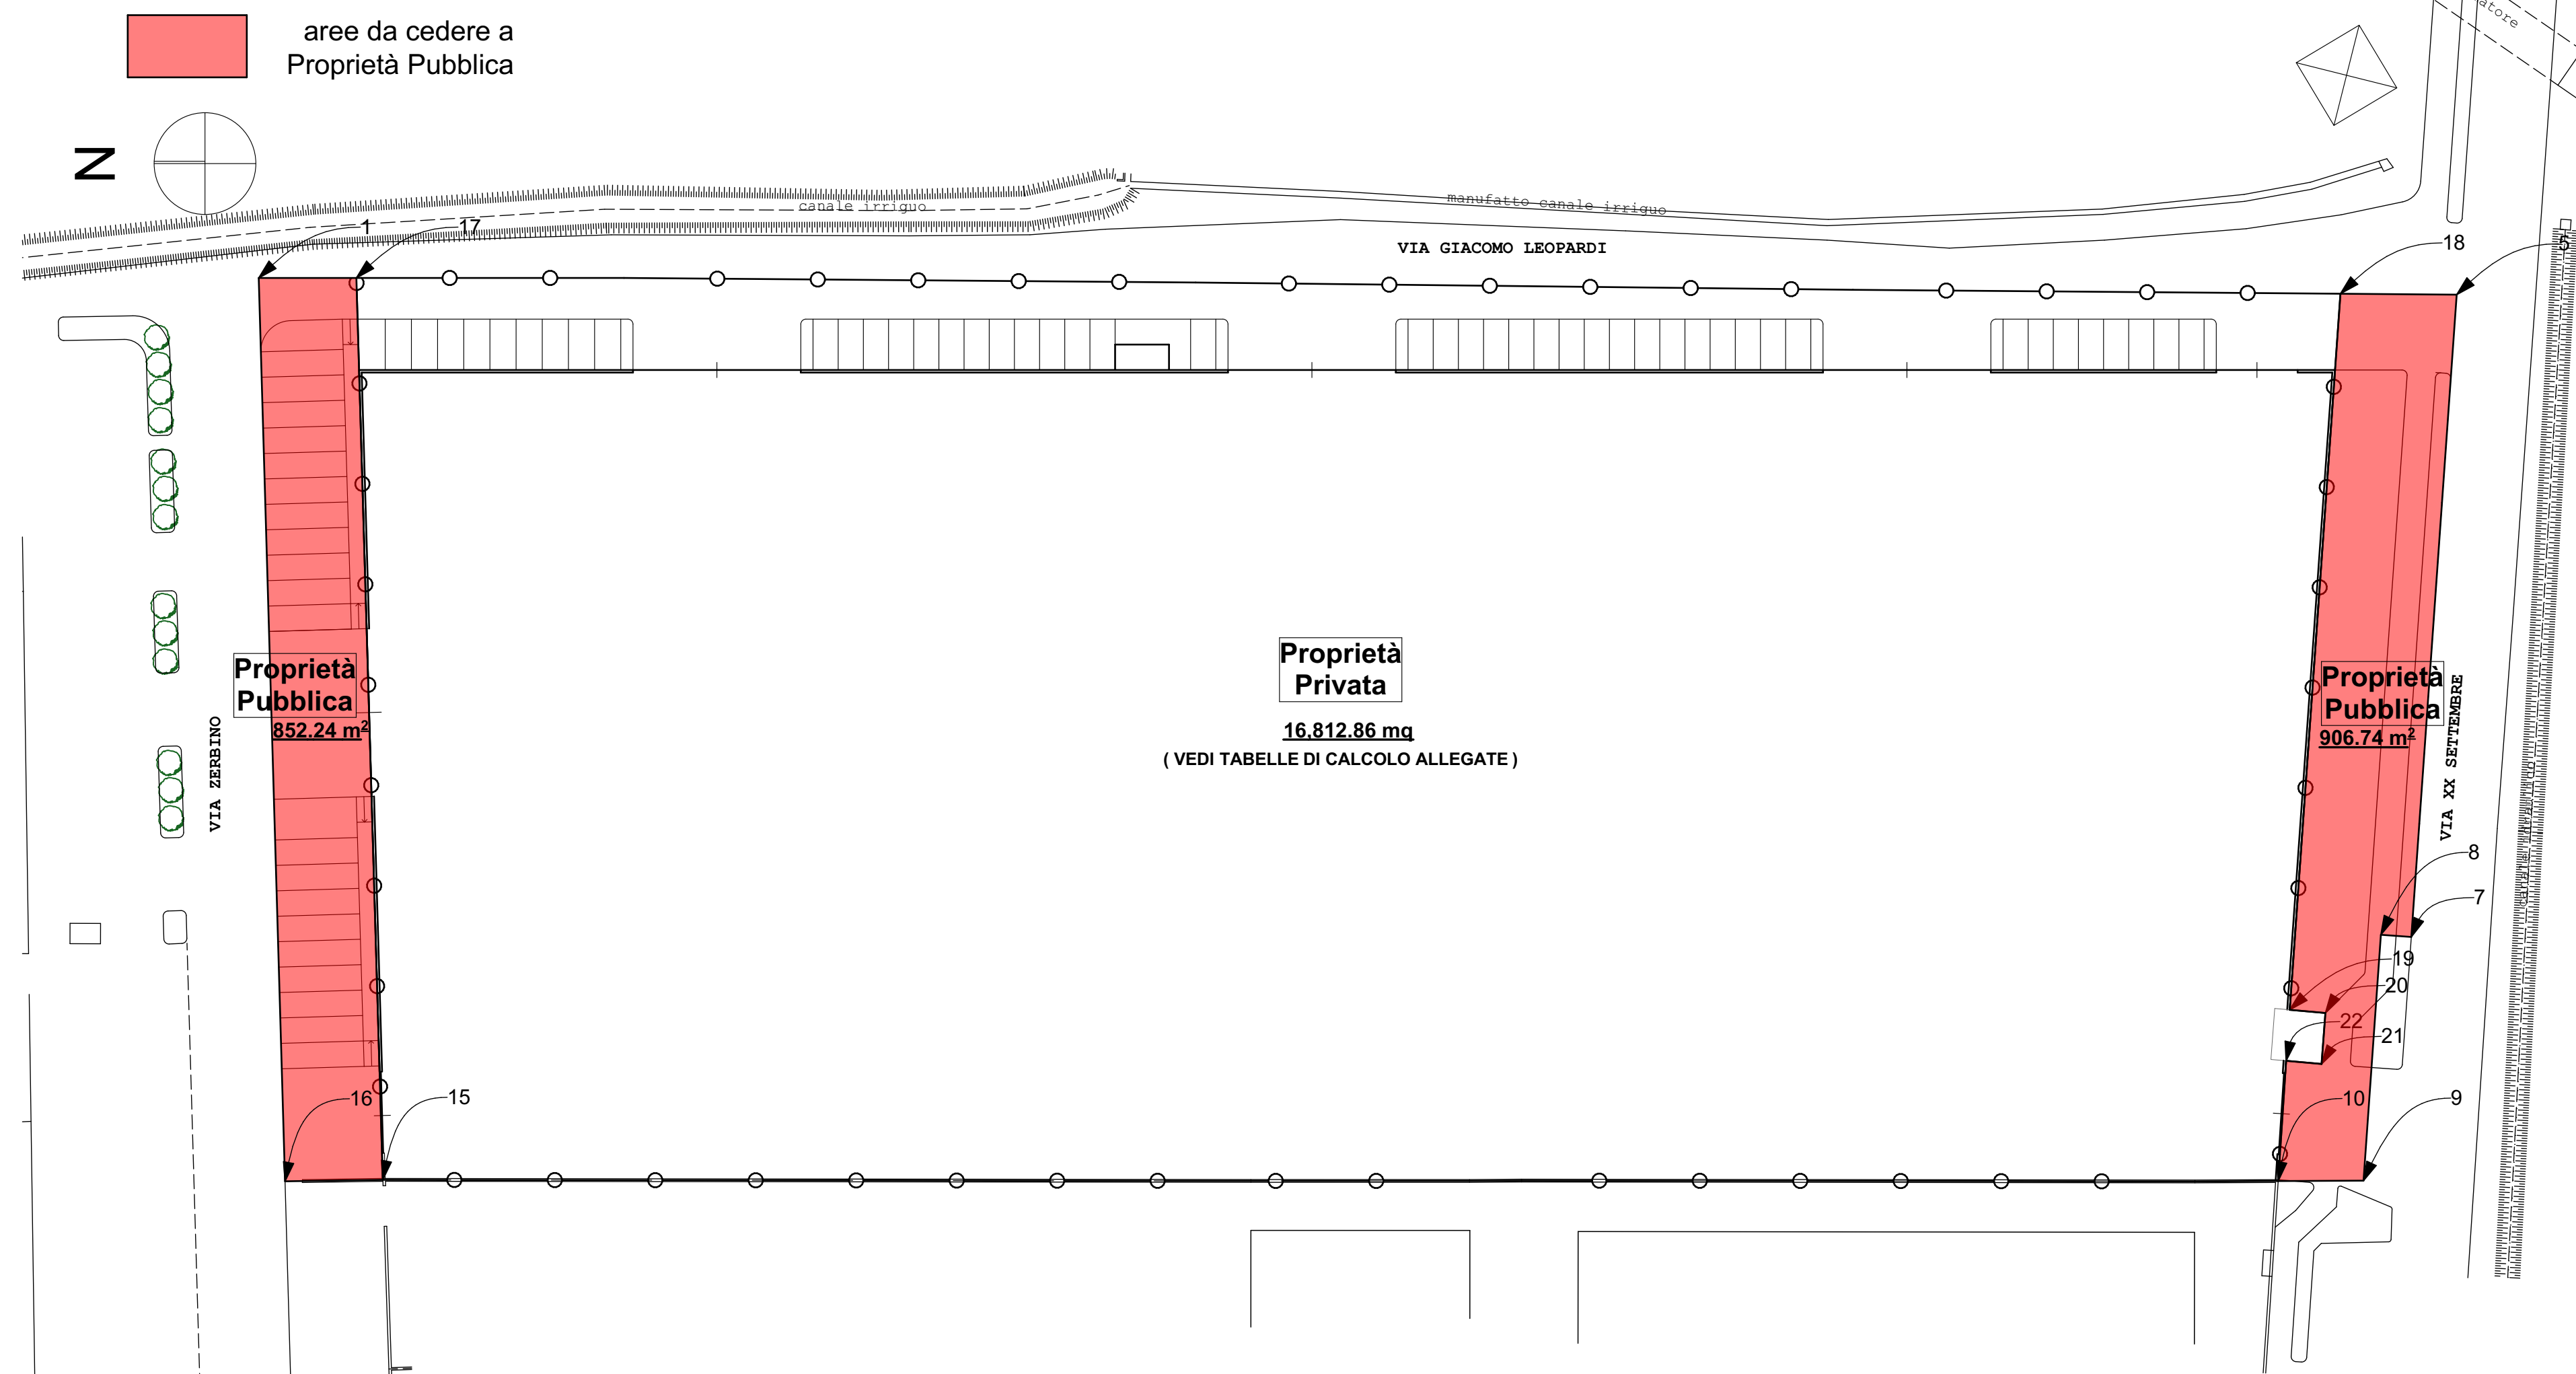 aree da cedere a
Proprietà Pubblica
N
canale irriguo
manufatto canale irriguo
VIA GIACOMO LEOPARDI
1
17
18
5
Proprietà
Pubblica
852.24 m²
VIA ZERBINO
Proprietà
Privata
16,812.86 mq
( VEDI TABELLE DI CALCOLO ALLEGATE )
Proprietà
Pubblica
906.74 m²
VIA XX SETTEMBRE
8
7
19
20
22
21
16
15
10
9